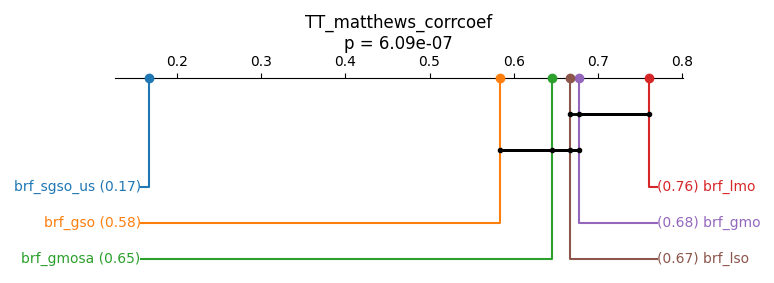 TT_matthews_corrcoef
p = 6.09e-07
0.2 0.3 0.4 0.5 0.6 0.7 0.8
brf_sgso_us (0.17) (0.76) brf_lmo
brf_gso (0.58) (0.68) brf_gmo
brf_gmosa (0.65) (0.67) brf_lso